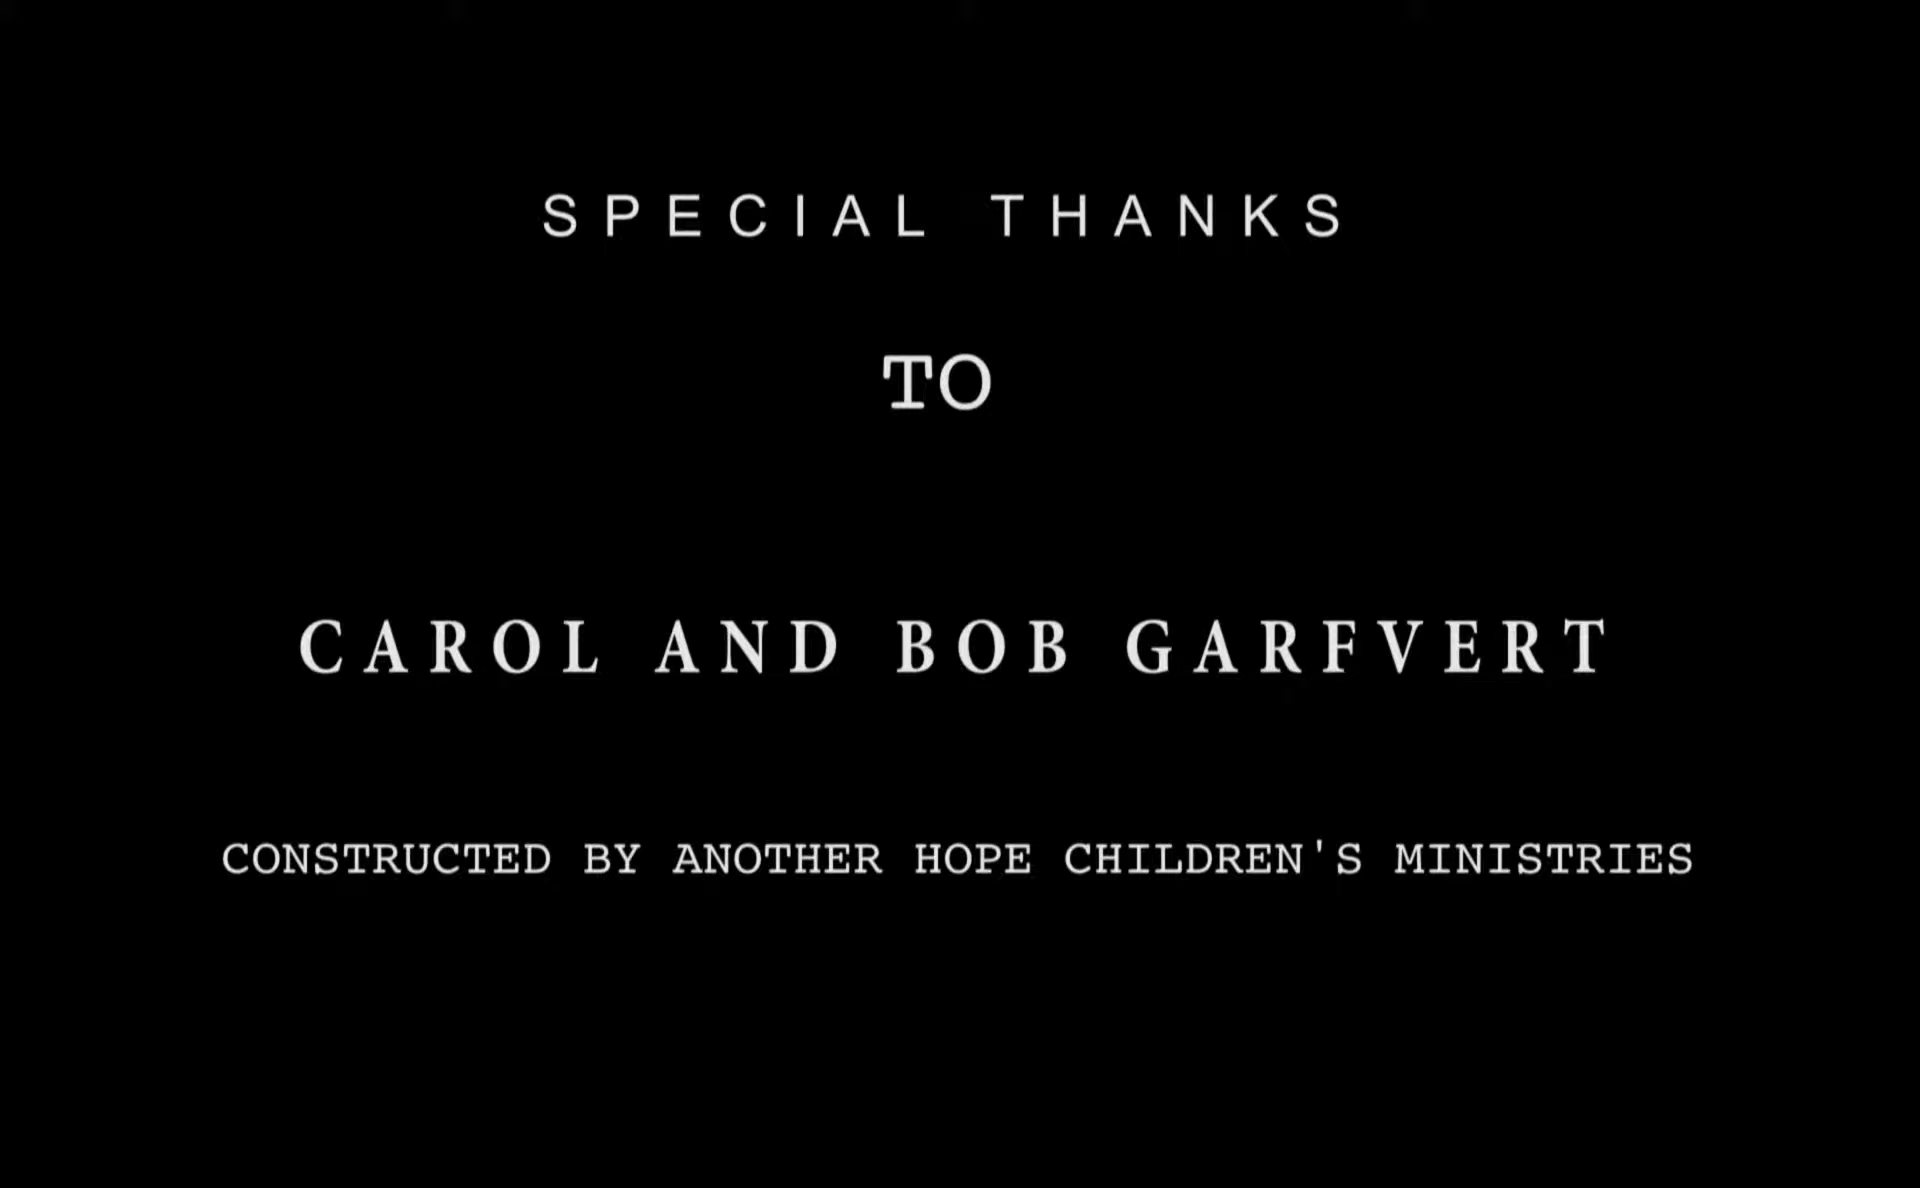 SPECIAL THANKS
TO
CAROL AND BOB GARFVERT
CONSTRUCTED BY ANOTHER HOPE CHILDREN'S MINISTRIES